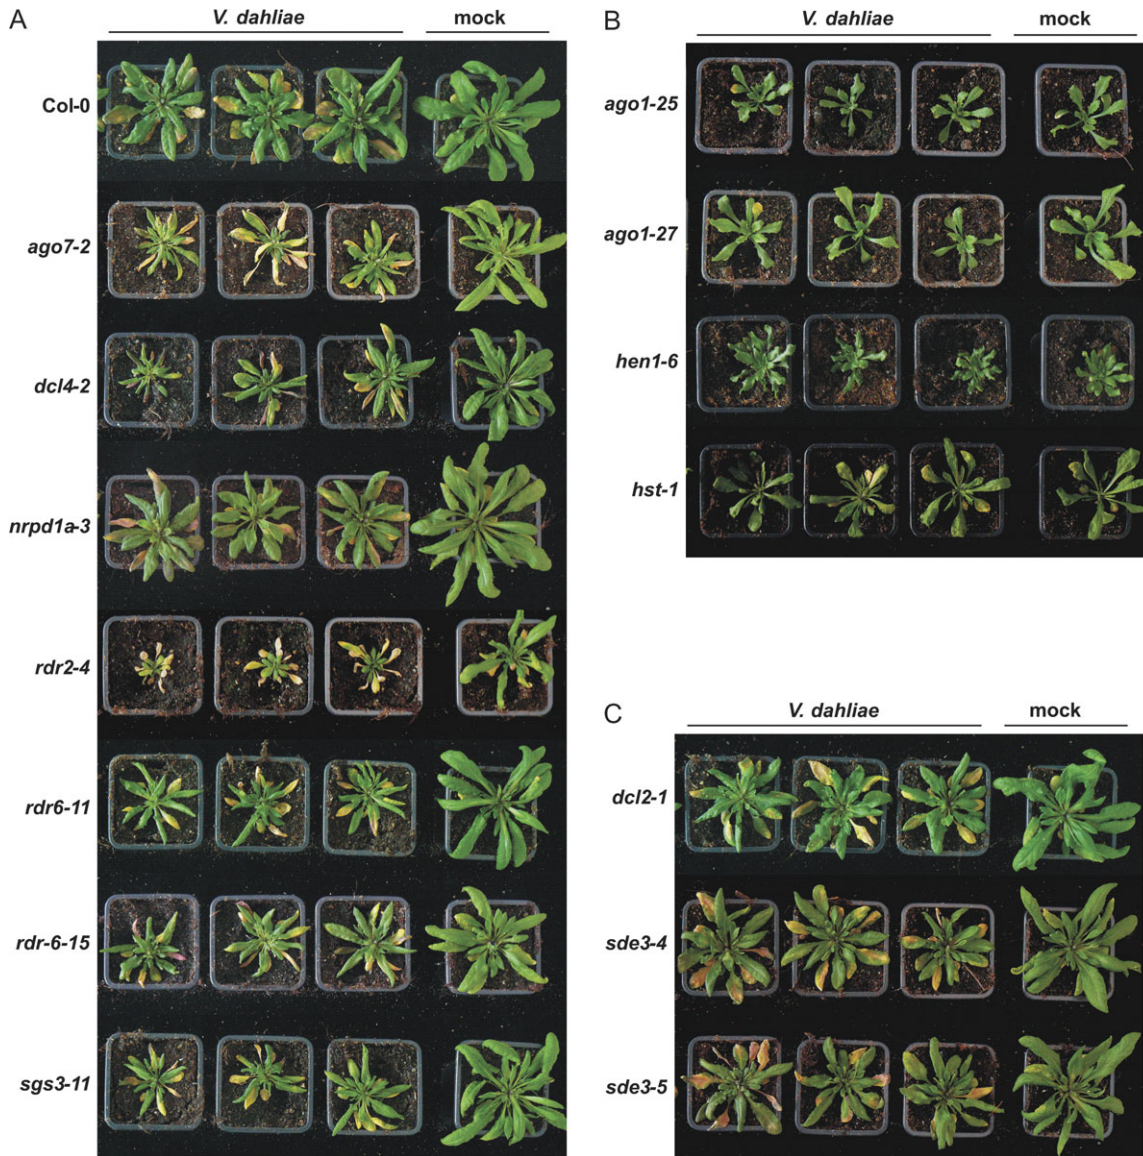 A
V. dahliae mock
Col-0
ago7-2
dcl4-2
nrpd1a-3
rdr2-4
rdr6-11
rdr-6-15
sgs3-11
B
V. dahliae mock
ago1-25
ago1-27
hen1-6
hst-1
C
V. dahliae mock
dcl2-1
sde3-4
sde3-5